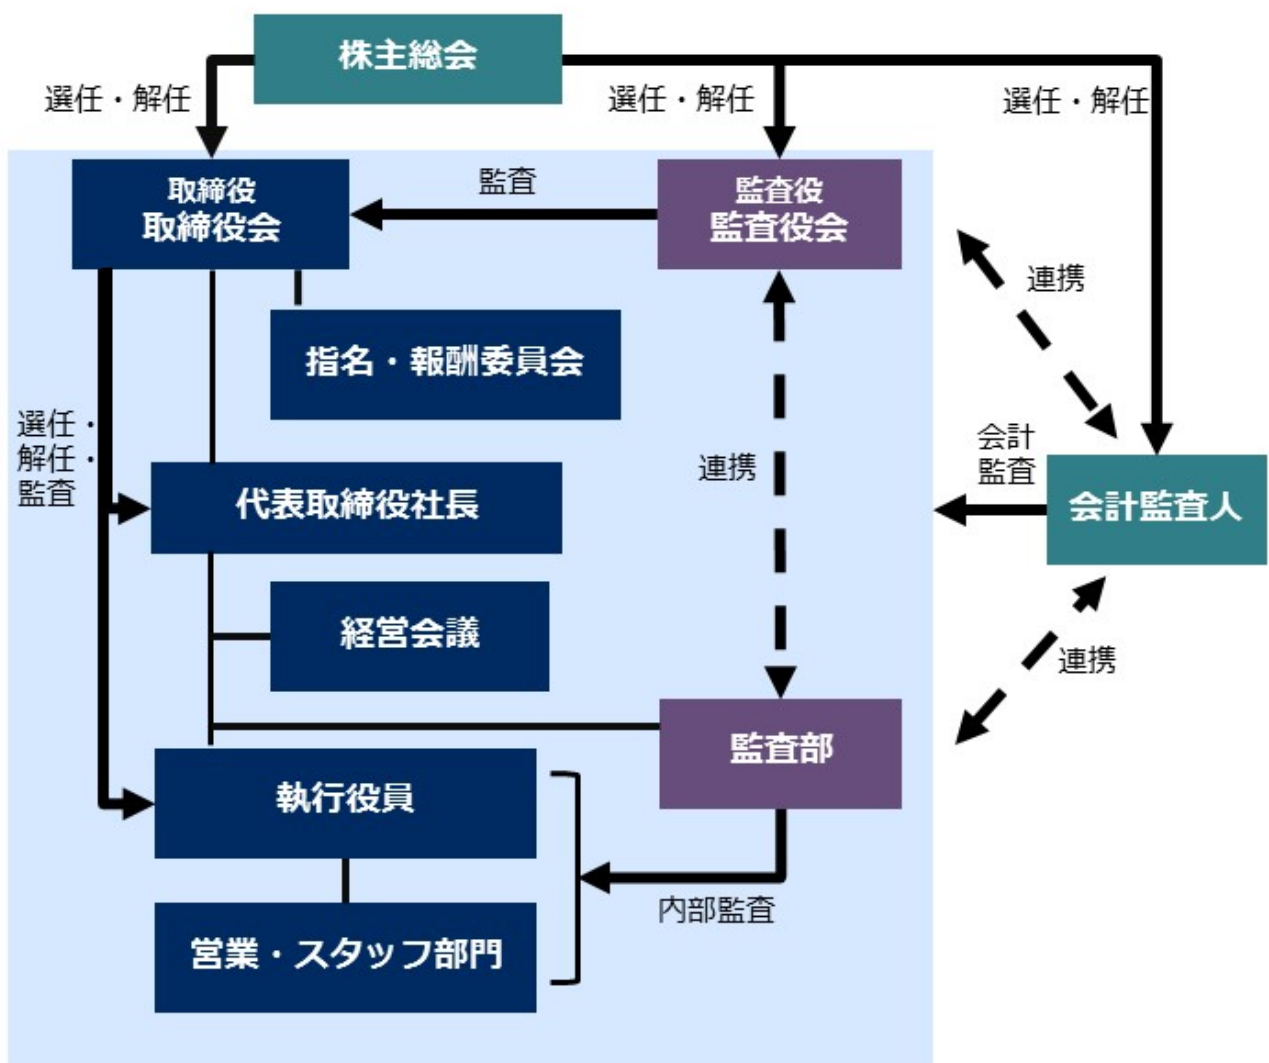 株主総会
選任・解任
選任・解任
選任・解任
取締役
取締役会
監査
監査役
監査役会
連携
指名・報酬委員会
選任・
解任・
監査
会計
監査
連携
代表取締役社長
会計監査人
経営会議
連携
監査部
執行役員
内部監査
営業・スタッフ部門